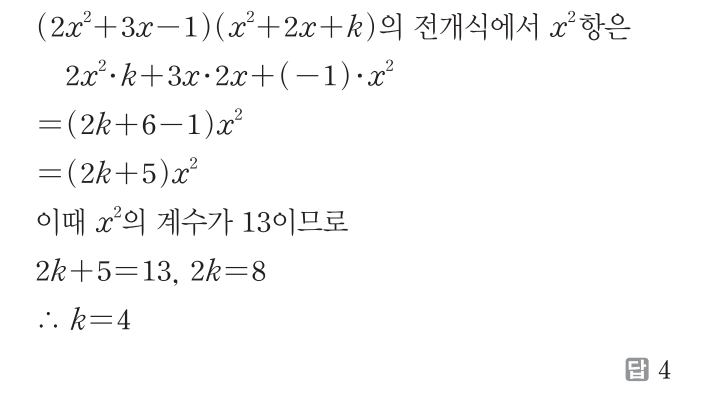 (2x²+3x−1)(x²+2x+k)의 전개식에서 x²항은
2x²·k+3x·2x+(−1)·x²
=(2k+6−1)x²
=(2k+5)x²
이때 x²의 계수가 13이므로
2k+5=13, 2k=8
∴ k=4
답 4